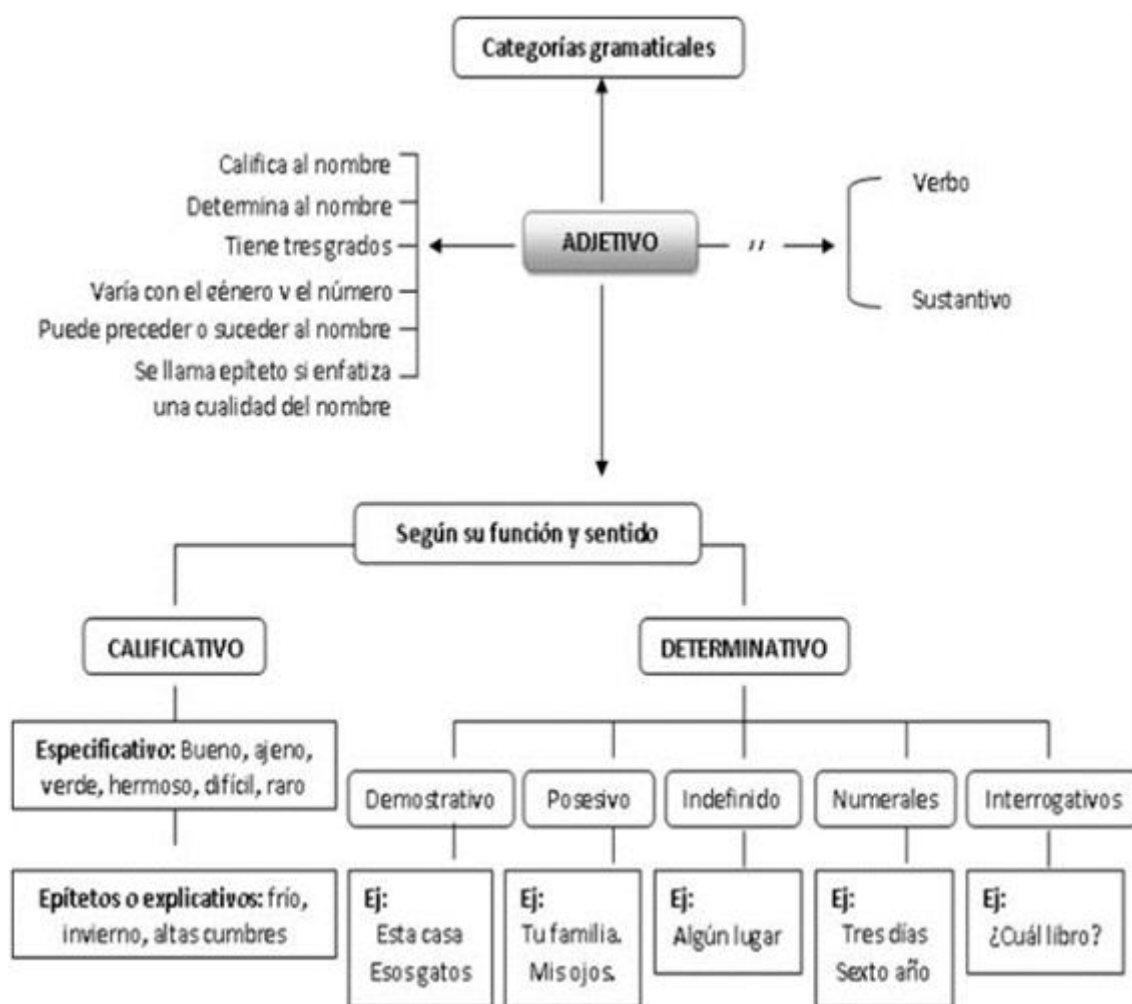 Categorías gramaticales
Califica al nombre
Determina al nombre
Tiene tres grados
Varía con el género y el número
Puede preceder o suceder al nombre
Se llama epíteto si enfatiza
una cualidad del nombre
ADJETIVO
,,
Verbo
Sustantivo
Según su función y sentido
CALIFICATIVO
DETERMINATIVO
Especificativo: Bueno, ajeno,
verde, hermoso, difícil, raro
Epítetos o explicativos: frío,
invierno, altas cumbres
Demostrativo
Posesivo
Indefinido
Numerales
Interrogativos
Ej:
Esta casa
Esos gatos
Ej:
Tu familia.
Mis ojos.
Ej:
Algún lugar
Ej:
Tres días
Sexto año
Ej:
¿Cuál libro?